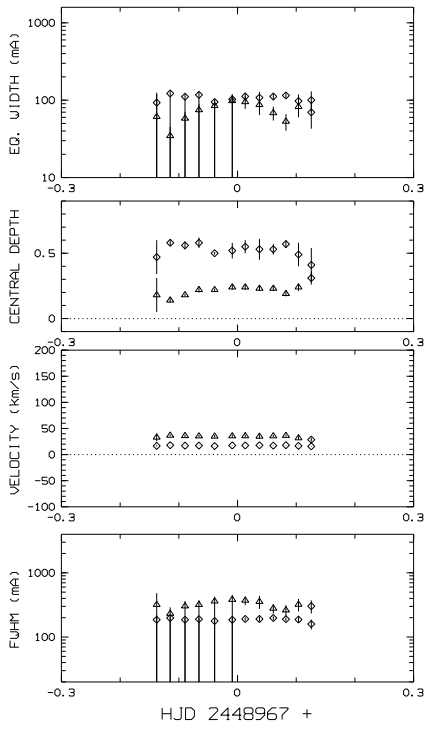 1000
100
10
EQ. WIDTH (mA)
-0.3 0 0.3
0.5
0
CENTRAL DEPTH
-0.3 0 0.3
200
150
100
50
0
-50
-100
VELOCITY (km/s)
-0.3 0 0.3
1000
100
FWHM (mA)
-0.3 0 0.3
HJD 2448967 +